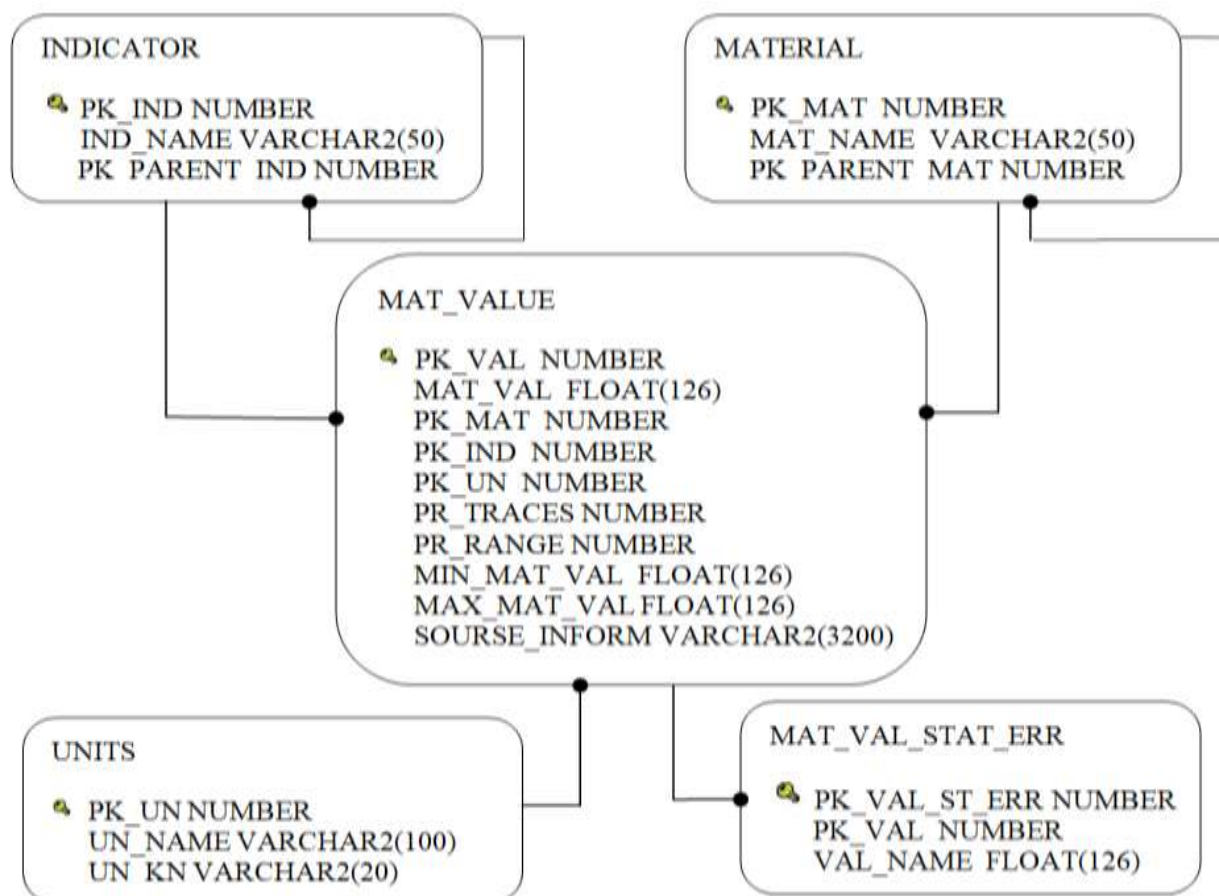 INDICATOR
PK_IND NUMBER
IND_NAME VARCHAR2(50)
PK_PARENT_IND NUMBER
MATERIAL
PK_MAT NUMBER
MAT_NAME VARCHAR2(50)
PK_PARENT_MAT NUMBER
MAT_VALUE
PK_VAL NUMBER
MAT_VAL FLOAT(126)
PK_MAT NUMBER
PK_IND NUMBER
PK_UN NUMBER
PR_TRACES NUMBER
PR_RANGE NUMBER
MIN_MAT_VAL FLOAT(126)
MAX_MAT_VAL FLOAT(126)
SOURSE_INFORM VARCHAR2(3200)
UNITS
PK_UN NUMBER
UN_NAME VARCHAR2(100)
UN_KN VARCHAR2(20)
MAT_VAL_STAT_ERR
PK_VAL_ST_ERR NUMBER
PK_VAL NUMBER
VAL_NAME FLOAT(126)